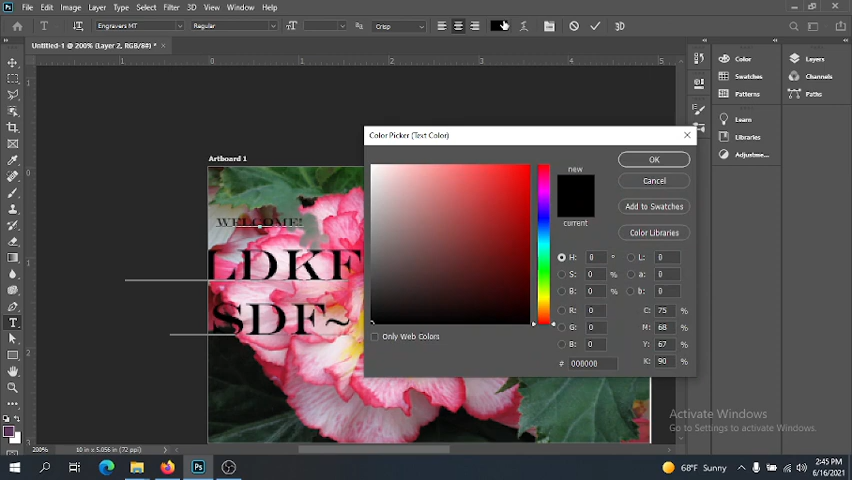 File Edit Image Layer Type Select Filter 3D View Window Help
Engravers MT Regular Crisp 3D
Untitled-1 @ 200% (Layer 2, RGB/8#) *
Color Layers
Swatches Channels
Patterns Paths
Learn
Libraries
Adjustme...
Artboard 1
WELCOME!
LDKF
SDF~
Color Picker (Text Color)
new
current
OK
Cancel
Add to Swatches
Color Libraries
H: 0 ° L: 0
S: 0 % a: 0
B: 0 % b: 0
R: 0 C: 75 %
G: 0 M: 68 %
B: 0 Y: 67 %
# 000000 K: 90 %
Only Web Colors
Activate Windows
Go to Settings to activate Windows.
200% 10 in x 5.056 in (72 ppi)
68°F Sunny
2:45 PM
6/16/2021